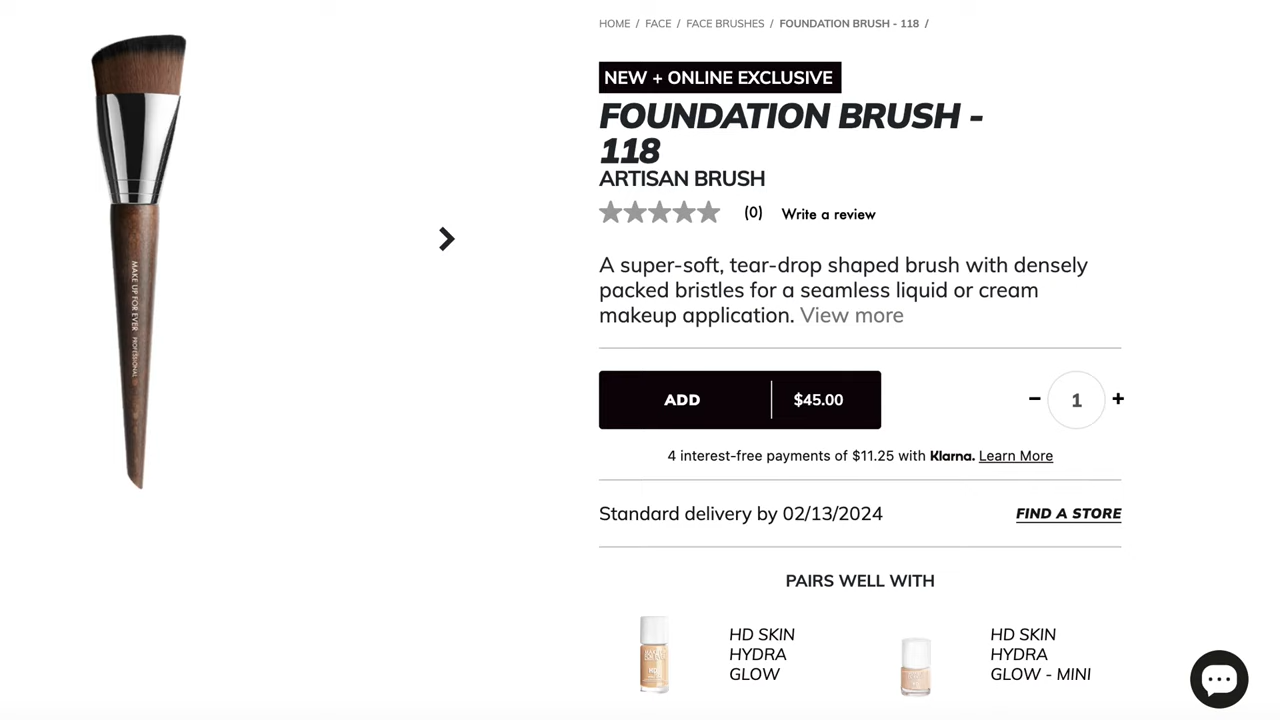 HOME / FACE / FACE BRUSHES / FOUNDATION BRUSH - 118 /
NEW + ONLINE EXCLUSIVE
FOUNDATION BRUSH -
118
ARTISAN BRUSH
(0) Write a review
A super-soft, tear-drop shaped brush with densely
packed bristles for a seamless liquid or cream
makeup application. View more
ADD $45.00
− 1 +
4 interest-free payments of $11.25 with Klarna. Learn More
Standard delivery by 02/13/2024 FIND A STORE
PAIRS WELL WITH
HD SKIN
HYDRA
GLOW
HD SKIN
HYDRA
GLOW - MINI
MAKE UP FOR EVER PROFESSIONAL